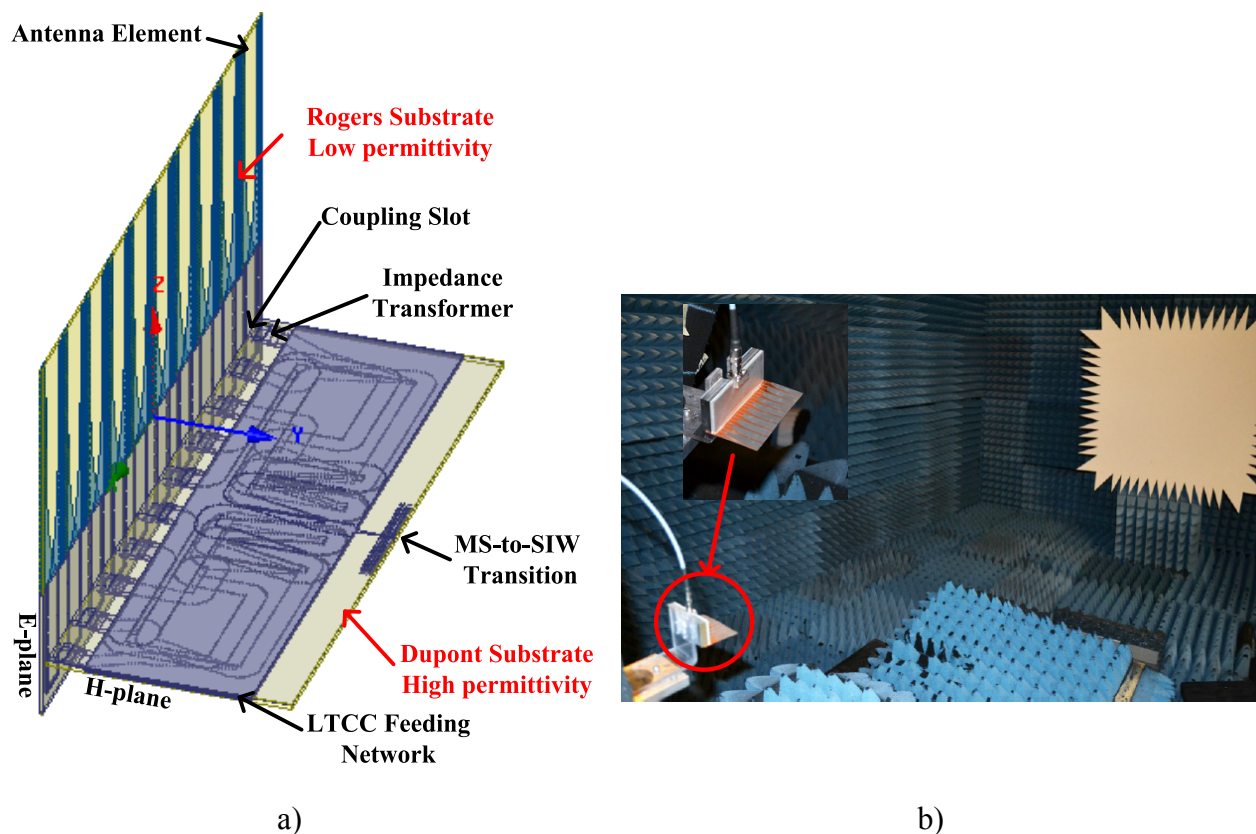 Antenna Element
Rogers Substrate
Low permittivity
Coupling Slot
Impedance
Transformer
Z
Y
MS-to-SIW
Transition
E-plane
H-plane
Dupont Substrate
High permittivity
LTCC Feeding
Network
a)
b)